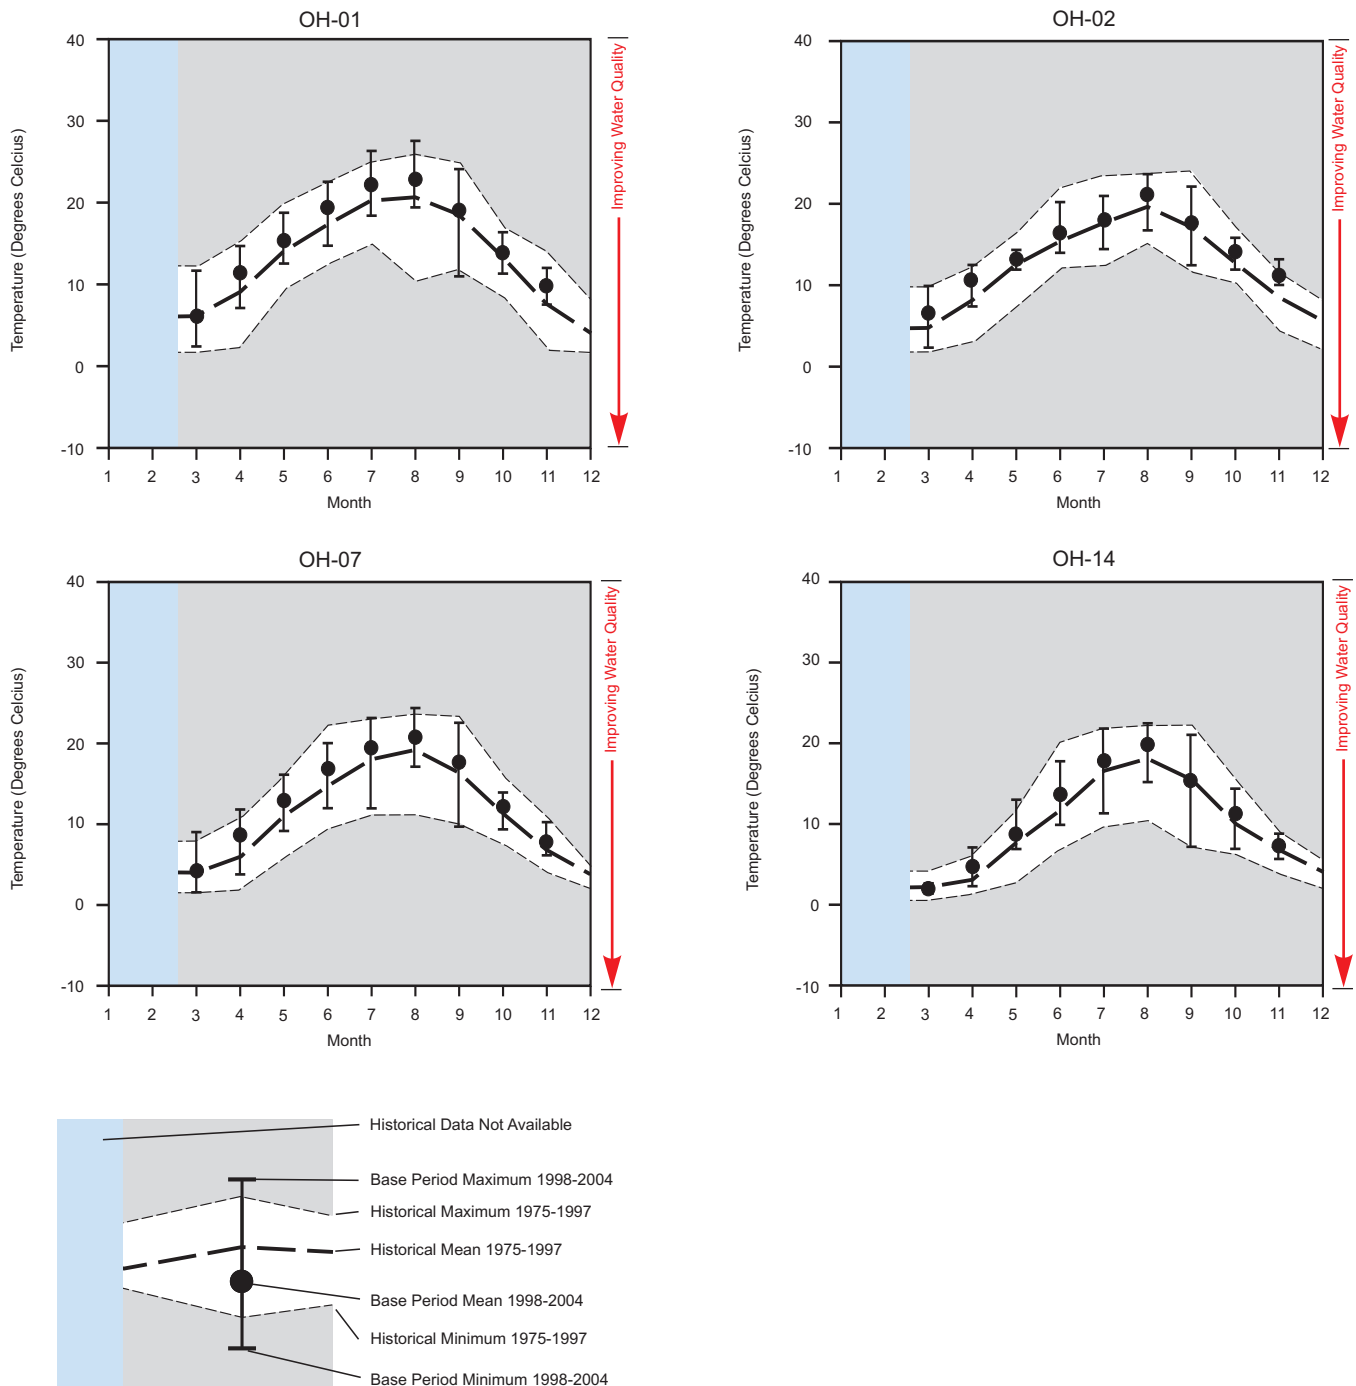 OH-01
40
30
20
10
0
-10
Temperature (Degrees Celcius)
1 2 3 4 5 6 7 8 9 10 11 12
Month
Improving Water Quality
OH-02
40
30
20
10
0
-10
Temperature (Degrees Celcius)
1 2 3 4 5 6 7 8 9 10 11 12
Month
Improving Water Quality
OH-07
40
30
20
10
0
-10
Temperature (Degrees Celcius)
1 2 3 4 5 6 7 8 9 10 11 12
Month
Improving Water Quality
OH-14
40
30
20
10
0
-10
Temperature (Degrees Celcius)
1 2 3 4 5 6 7 8 9 10 11 12
Month
Improving Water Quality
Historical Data Not Available
Base Period Maximum 1998-2004
Historical Maximum 1975-1997
Historical Mean 1975-1997
Base Period Mean 1998-2004
Historical Minimum 1975-1997
Base Period Minimum 1998-2004